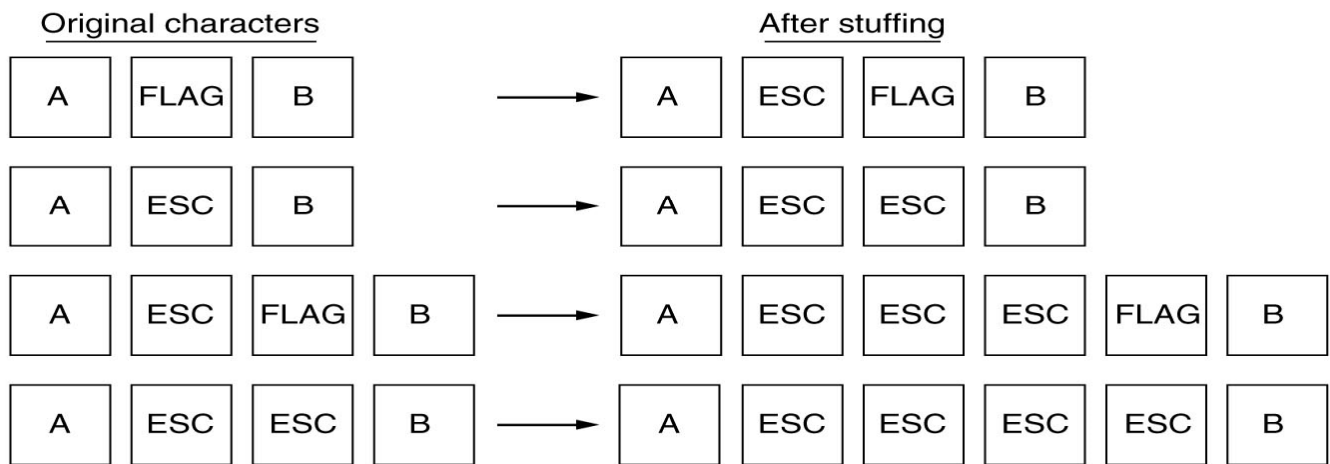 Original characters After stuffing
A FLAG B A ESC FLAG B
A ESC B A ESC ESC B
A ESC FLAG B A ESC ESC ESC FLAG B
A ESC ESC B A ESC ESC ESC ESC B